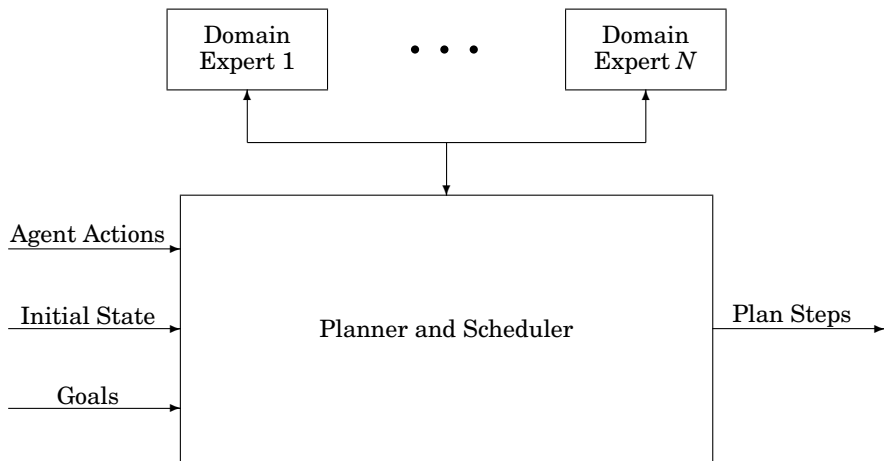 Domain
Expert 1
• • •
Domain
Expert N
Agent Actions
Initial State
Goals
Planner and Scheduler
Plan Steps